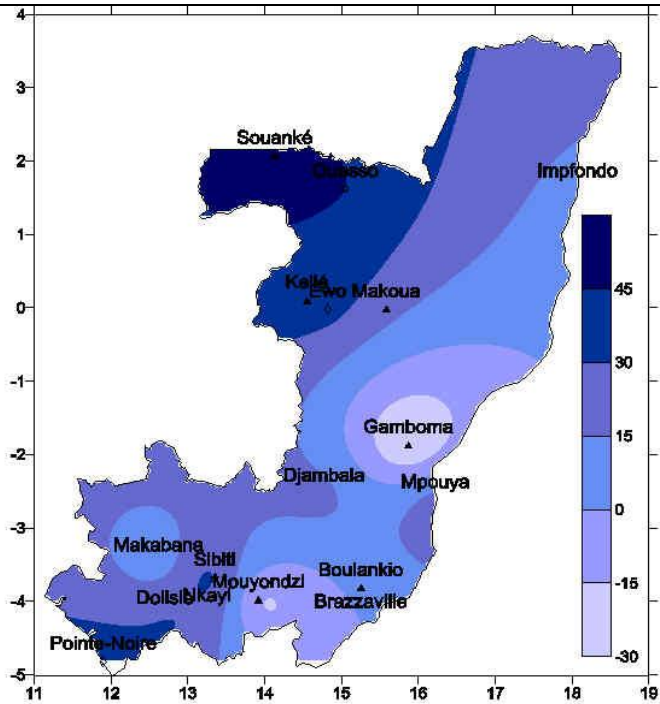 4
3
Souanké
2
Ouesso
Impfondo
1
45
Kellé
Ewo Makoua
0
30
-1
15
Gamboma
-2
Djambala
Mpouya
0
-3
Makabana
Sibiti
Boulankio
-15
Mouyondzi
-4
Dolisie
Nkayi
Brazzaville
Pointe-Noire
-30
-5
11 12 13 14 15 16 17 18 19